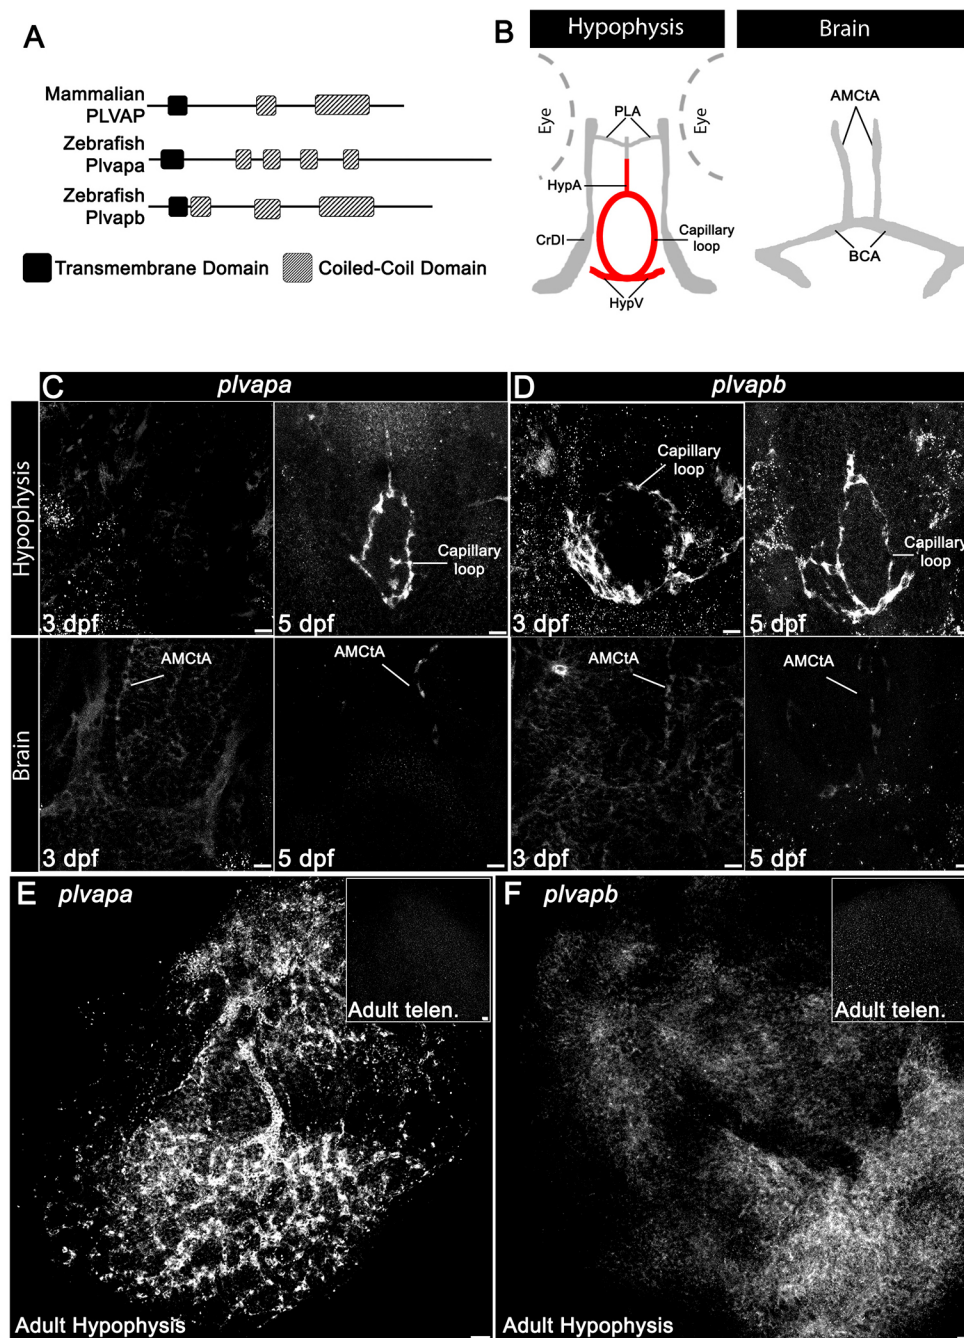 A
Mammalian
PLVAP
Zebrafish
Plvapa
Zebrafish
Plvapb
Transmembrane Domain
Coiled-Coil Domain
B
Hypophysis
Brain
Eye
PLA
Eye
HypA
CrDI
Capillary
loop
HypV
AMCtA
BCA
C
plvapa
D
plvapb
Hypophysis
3 dpf
Capillary
loop
5 dpf
Capillary
loop
3 dpf
Capillary
loop
5 dpf
Brain
AMCtA
3 dpf
AMCtA
5 dpf
AMCtA
3 dpf
AMCtA
5 dpf
E
plvapa
Adult telen.
Adult Hypophysis
F
plvapb
Adult telen.
Adult Hypophysis